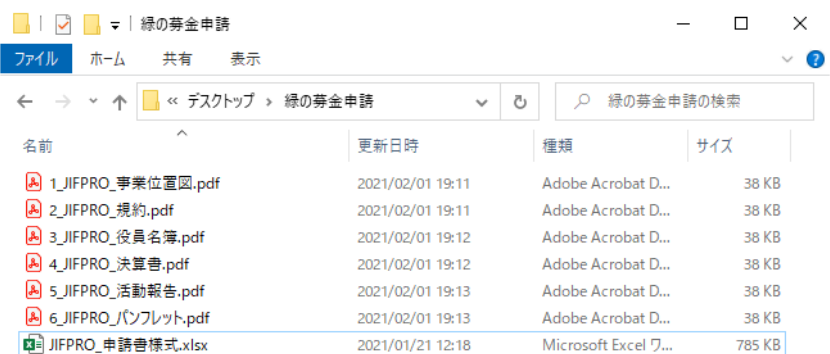 緑の募金申請
ファイル ホーム 共有 表示
« デスクトップ › 緑の募金申請 緑の募金申請の検索
名前 更新日時 種類 サイズ
1_JIFPRO_事業位置図.pdf 2021/02/01 19:11 Adobe Acrobat D... 38 KB
2_JIFPRO_規約.pdf 2021/02/01 19:11 Adobe Acrobat D... 38 KB
3_JIFPRO_役員名簿.pdf 2021/02/01 19:12 Adobe Acrobat D... 38 KB
4_JIFPRO_決算書.pdf 2021/02/01 19:12 Adobe Acrobat D... 38 KB
5_JIFPRO_活動報告.pdf 2021/02/01 19:13 Adobe Acrobat D... 38 KB
6_JIFPRO_パンフレット.pdf 2021/02/01 19:13 Adobe Acrobat D... 38 KB
JIFPRO_申請書様式.xlsx 2021/01/21 12:18 Microsoft Excel ワ... 785 KB